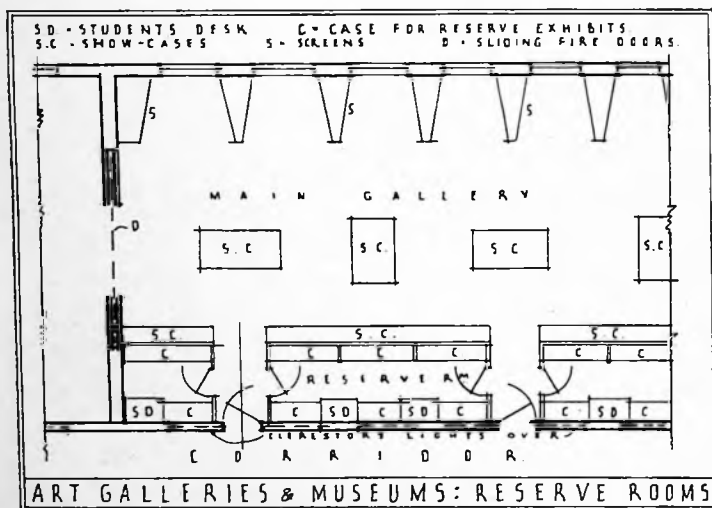 SD - STUDENTS DESK C - CASE FOR RESERVE EXHIBITS.
S.C - SHOW-CASES S - SCREENS D - SLIDING FIRE DOORS.
S S S
MAIN GALLERY
D
S.C S.C. S.C S.C
S.C. S.C. S.C.
C C C C C C
RESERVE RM
SD C C SD C SD C C SD C
CLERESTORY LIGHTS OVER
CORRIDOR
ART GALLERIES & MUSEUMS: RESERVE ROOMS